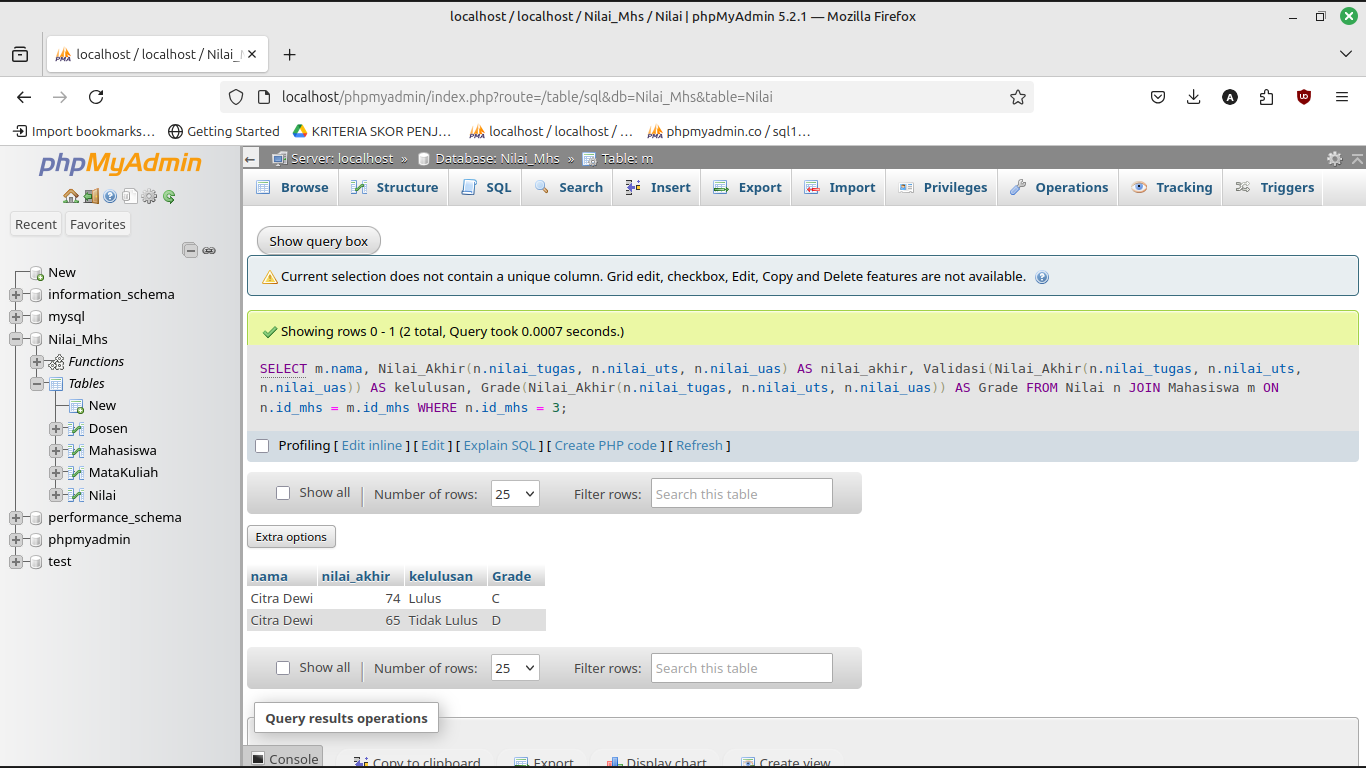 localhost / localhost / Nilai_Mhs / Nilai | phpMyAdmin 5.2.1 — Mozilla Firefox
localhost / localhost / Nilai_
localhost/phpmyadmin/index.php?route=/table/sql&db=Nilai_Mhs&table=Nilai
Import bookmarks… Getting Started KRITERIA SKOR PENJ… localhost / localhost / … phpmyadmin.co / sql1…
phpMyAdmin
Recent Favorites
New
information_schema
mysql
Nilai_Mhs
Functions
Tables
New
Dosen
Mahasiswa
MataKuliah
Nilai
performance_schema
phpmyadmin
test
Server: localhost » Database: Nilai_Mhs » Table: m
Browse Structure SQL Search Insert Export Import Privileges Operations Tracking Triggers
Show query box
Current selection does not contain a unique column. Grid edit, checkbox, Edit, Copy and Delete features are not available.
Showing rows 0 - 1 (2 total, Query took 0.0007 seconds.)
SELECT m.nama, Nilai_Akhir(n.nilai_tugas, n.nilai_uts, n.nilai_uas) AS nilai_akhir, Validasi(Nilai_Akhir(n.nilai_tugas, n.nilai_uts,
n.nilai_uas)) AS kelulusan, Grade(Nilai_Akhir(n.nilai_tugas, n.nilai_uts, n.nilai_uas)) AS Grade FROM Nilai n JOIN Mahasiswa m ON
n.id_mhs = m.id_mhs WHERE n.id_mhs = 3;
Profiling [ Edit inline ] [ Edit ] [ Explain SQL ] [ Create PHP code ] [ Refresh ]
Show all Number of rows: 25 Filter rows: Search this table
Extra options
nama nilai_akhir kelulusan Grade
Citra Dewi 74 Lulus C
Citra Dewi 65 Tidak Lulus D
Show all Number of rows: 25 Filter rows: Search this table
Query results operations
Console Copy to clipboard Export Display chart Create view